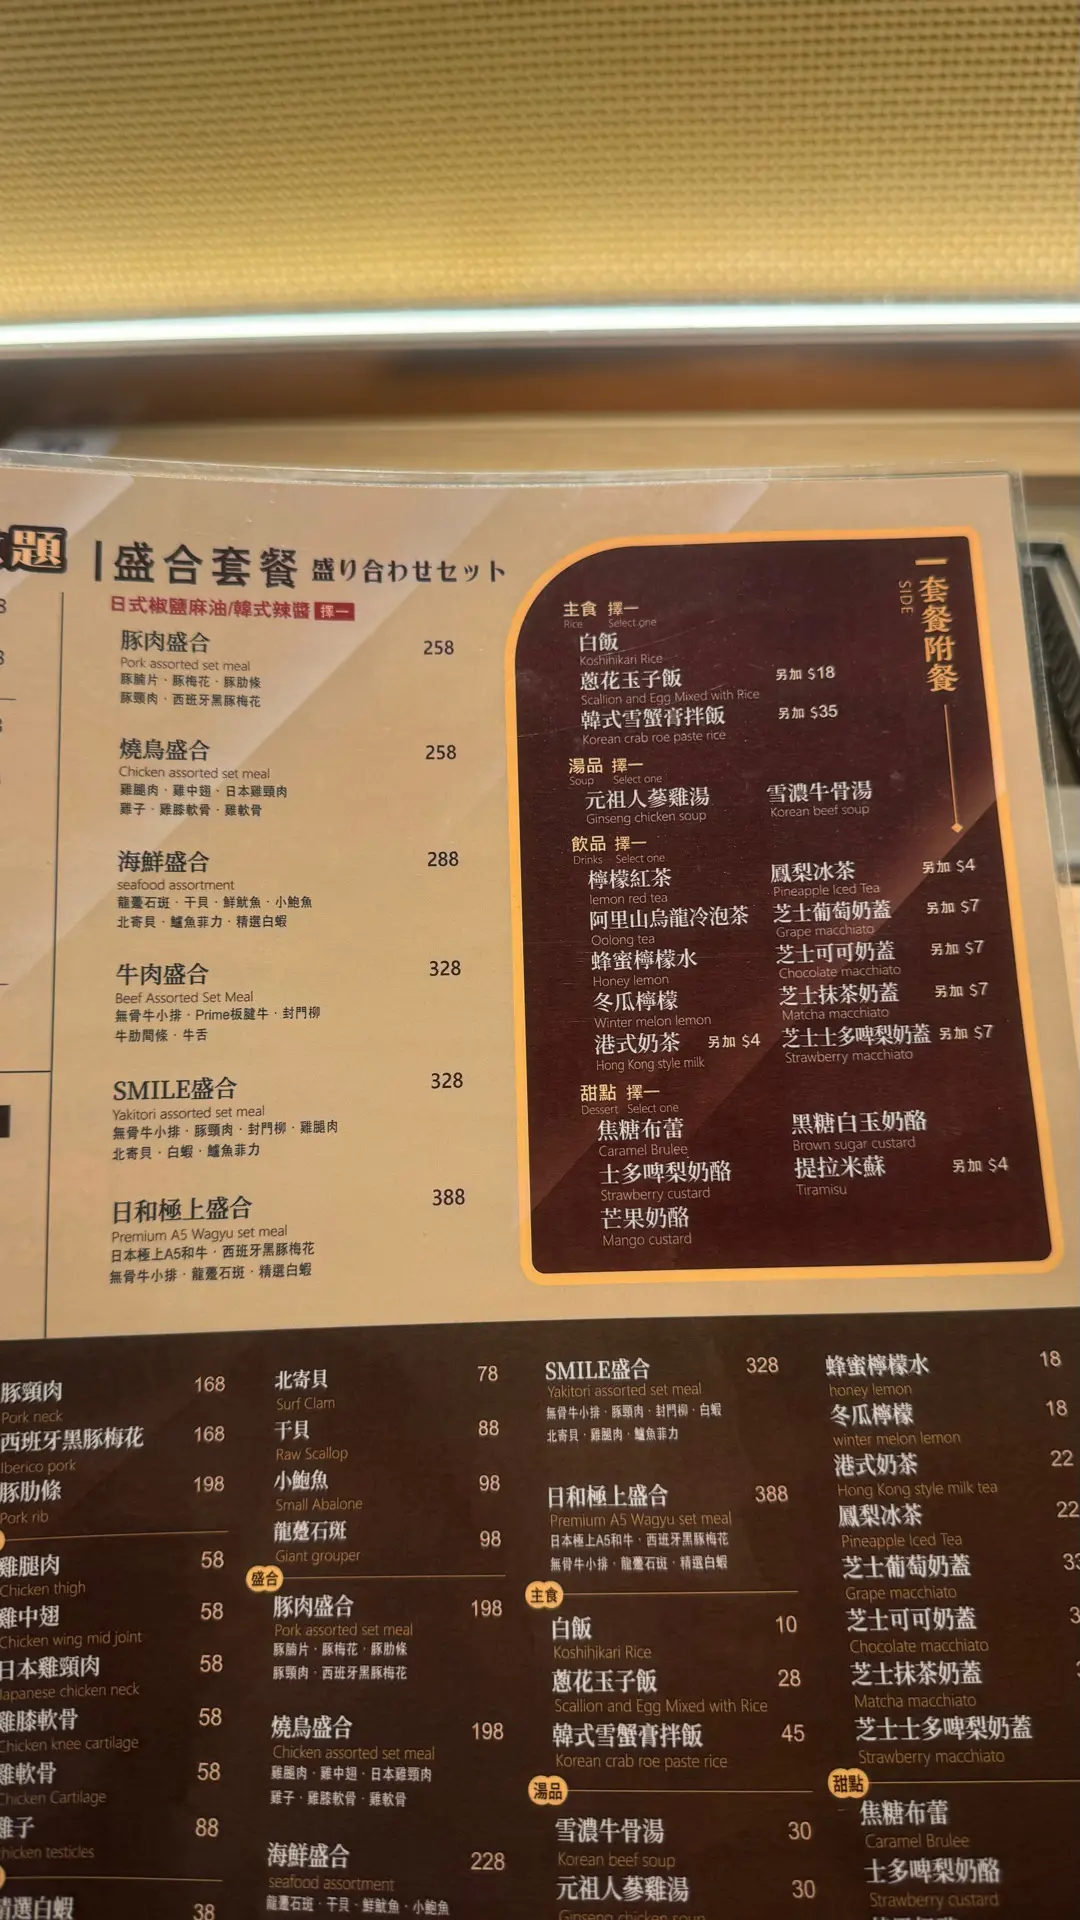 題
盛合套餐 盛り合わせセット
日式椒鹽麻油/韓式辣醬 擇一
豚肉盛合 258
Pork assorted set meal
豚腩片・豚梅花・豚肋條
豚頸肉・西班牙黑豚梅花
燒鳥盛合 258
Chicken assorted set meal
雞腿肉・雞中翅・日本雞頸肉
雞子・雞膝軟骨・雞軟骨
海鮮盛合 288
seafood assortment
龍躉石斑・干貝・鮮魷魚・小鮑魚
北寄貝・鱸魚菲力・精選白蝦
牛肉盛合 328
Beef Assorted Set Meal
無骨牛小排・Prime板腱牛・封門柳
牛肋間條・牛舌
SMILE盛合 328
Yakitori assorted set meal
無骨牛小排・豚頸肉・封門柳・雞腿肉
北寄貝・白蝦・鱸魚菲力
日和極上盛合 388
Premium A5 Wagyu set meal
日本極上A5和牛・西班牙黑豚梅花
無骨牛小排・龍躉石斑・精選白蝦
套餐附餐
SIDE
主食 擇一
Rice Select one
白飯
Koshihikari Rice
蔥花玉子飯 另加 $18
Scallion and Egg Mixed with Rice
韓式雪蟹膏拌飯 另加 $35
Korean crab roe paste rice
湯品 擇一
Soup Select one
元祖人蔘雞湯 雪濃牛骨湯
Ginseng chicken soup Korean beef soup
飲品 擇一
Drinks Select one
檸檬紅茶 鳳梨冰茶 另加 $4
lemon red tea Pineapple Iced Tea
阿里山烏龍冷泡茶 芝士葡萄奶蓋 另加 $7
Oolong tea Grape macchiato
蜂蜜檸檬水 芝士可可奶蓋 另加 $7
Honey lemon Chocolate macchiato
冬瓜檸檬 芝士抹茶奶蓋 另加 $7
Winter melon lemon Matcha macchiato
港式奶茶 另加 $4 芝士士多啤梨奶蓋 另加 $7
Hong Kong style milk Strawberry macchiato
甜點 擇一
Dessert Select one
焦糖布蕾 黑糖白玉奶酪
Caramel Brulee Brown sugar custard
士多啤梨奶酪 提拉米蘇 另加 $4
Strawberry custard Tiramisu
芒果奶酪
Mango custard
豚頸肉 168
Pork neck
西班牙黑豚梅花 168
Iberico pork
豚肋條 198
Pork rib
雞腿肉 58
Chicken thigh
雞中翅 58
Chicken wing mid joint
日本雞頸肉 58
Japanese chicken neck
雞膝軟骨 58
Chicken knee cartilage
雞軟骨 58
Chicken Cartilage
雞子 88
hicken testicles
精選白蝦 38
北寄貝 78
Surf Clam
干貝 88
Raw Scallop
小鮑魚 98
Small Abalone
龍躉石斑 98
Giant grouper
盛合
豚肉盛合 198
Pork assorted set meal
豚腩片・豚梅花・豚肋條
豚頸肉・西班牙黑豚梅花
燒鳥盛合 198
Chicken assorted set meal
雞腿肉・雞中翅・日本雞頸肉
雞子・雞膝軟骨・雞軟骨
海鮮盛合 228
seafood assortment
龍躉石斑・干貝・鮮魷魚・小鮑魚
SMILE盛合 328
Yakitori assorted set meal
無骨牛小排・豚頸肉・封門柳・白蝦
北寄貝・雞腿肉・鱸魚菲力
日和極上盛合 388
Premium A5 Wagyu set meal
日本極上A5和牛・西班牙黑豚梅花
無骨牛小排・龍躉石斑・精選白蝦
主食
白飯 10
Koshihikari Rice
蔥花玉子飯 28
Scallion and Egg Mixed with Rice
韓式雪蟹膏拌飯 45
Korean crab roe paste rice
湯品
雪濃牛骨湯 30
Korean beef soup
元祖人蔘雞湯 30
Ginseng chicken soup
蜂蜜檸檬水 18
honey lemon
冬瓜檸檬 18
winter melon lemon
港式奶茶 22
Hong Kong style milk tea
鳳梨冰茶 22
Pineapple Iced Tea
芝士葡萄奶蓋
Grape macchiato
芝士可可奶蓋
Chocolate macchiato
芝士抹茶奶蓋
Matcha macchiato
芝士士多啤梨奶蓋
Strawberry macchiato
甜點
焦糖布蕾
Caramel Brulee
士多啤梨奶酪
Strawberry custard